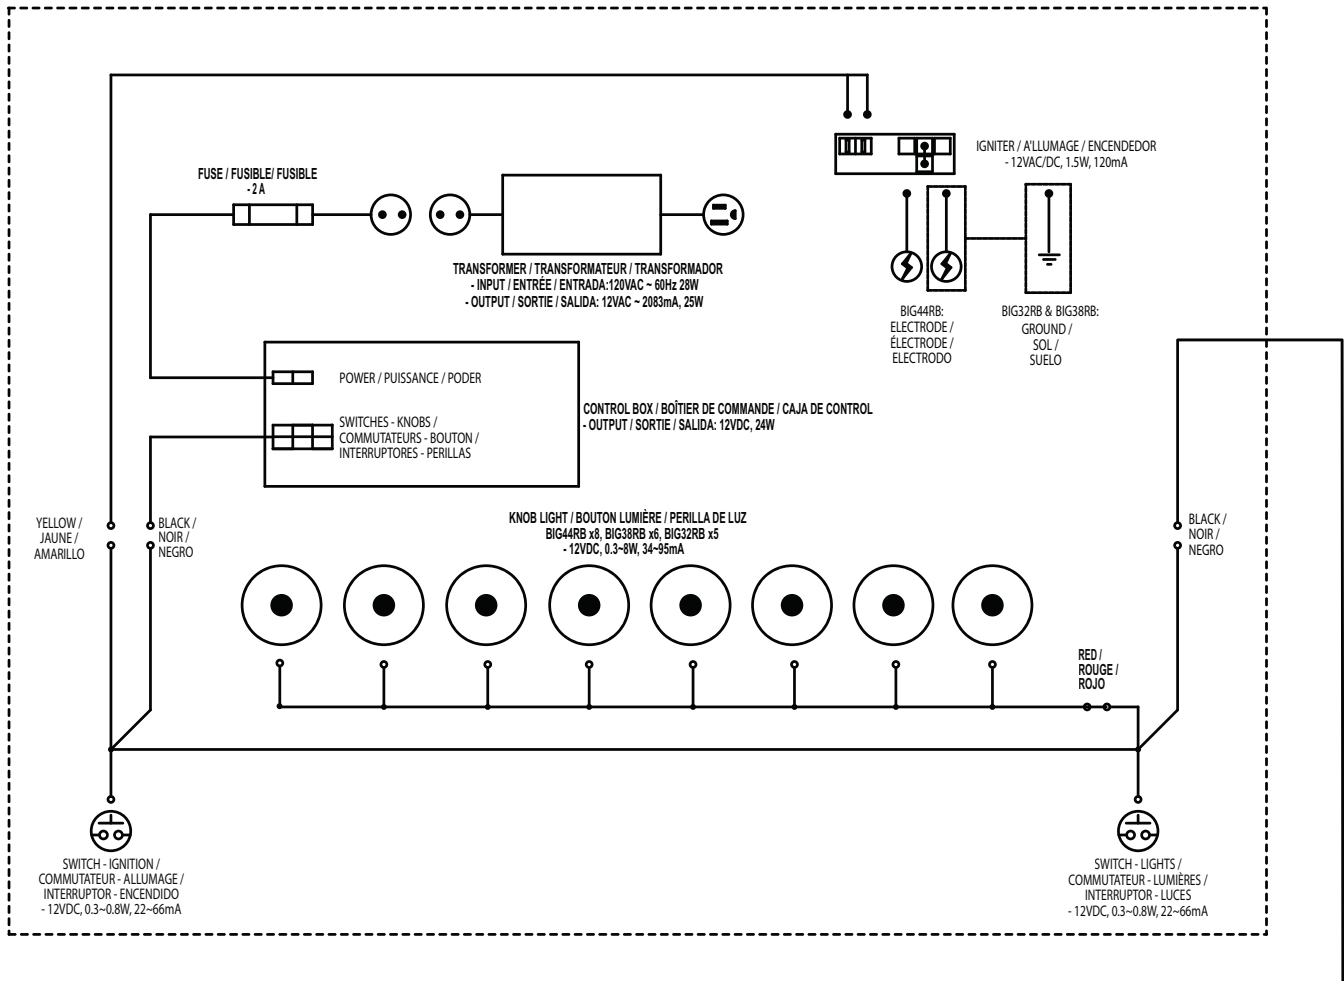 IGNITER / A'LLUMAGE / ENCENDEDOR
- 12VAC/DC, 1.5W, 120mA
FUSE / FUSIBLE/ FUSIBLE
- 2 A
TRANSFORMER / TRANSFORMATEUR / TRANSFORMADOR
- INPUT / ENTRÉE / ENTRADA:120VAC ~ 60Hz 28W
- OUTPUT / SORTIE / SALIDA: 12VAC ~ 2083mA, 25W
BIG44RB:
ELECTRODE /
ÉLECTRODE /
ELECTRODO
BIG32RB & BIG38RB:
GROUND /
SOL /
SUELO
POWER / PUISSANCE / PODER
SWITCHES - KNOBS /
COMMUTATEURS - BOUTON /
INTERRUPTORES - PERILLAS
CONTROL BOX / BOÎTIER DE COMMANDE / CAJA DE CONTROL
- OUTPUT / SORTIE / SALIDA: 12VDC, 24W
YELLOW /
JAUNE /
AMARILLO
BLACK /
NOIR /
NEGRO
KNOB LIGHT / BOUTON LUMIÈRE / PERILLA DE LUZ
BIG44RB x8, BIG38RB x6, BIG32RB x5
- 12VDC, 0.3~8W, 34~95mA
BLACK /
NOIR /
NEGRO
RED /
ROUGE /
ROJO
SWITCH - IGNITION /
COMMUTATEUR - ALLUMAGE /
INTERRUPTOR - ENCENDIDO
- 12VDC, 0.3~0.8W, 22~66mA
SWITCH - LIGHTS /
COMMUTATEUR - LUMIÈRES /
INTERRUPTOR - LUCES
- 12VDC, 0.3~0.8W, 22~66mA